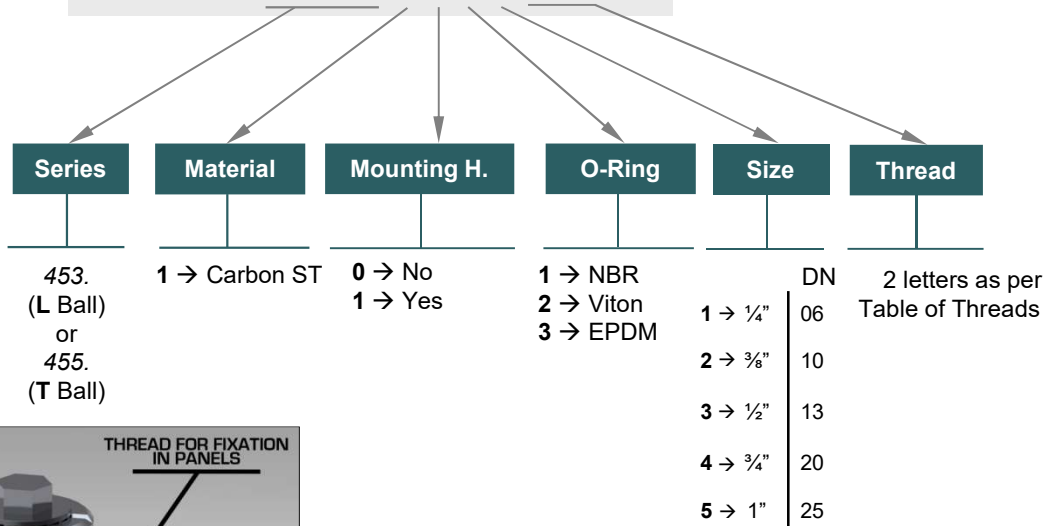 Series
Material
Mounting H.
O-Ring
Size
Thread
453.
(L Ball)
or
455.
(T Ball)
1 → Carbon ST
0 → No
1 → Yes
1 → NBR
2 → Viton
3 → EPDM
DN
1 → ¼” 06
2 → ⅜” 10
3 → ½” 13
4 → ¾” 20
5 → 1” 25
2 letters as per
Table of Threads
THREAD FOR FIXATION
IN PANELS